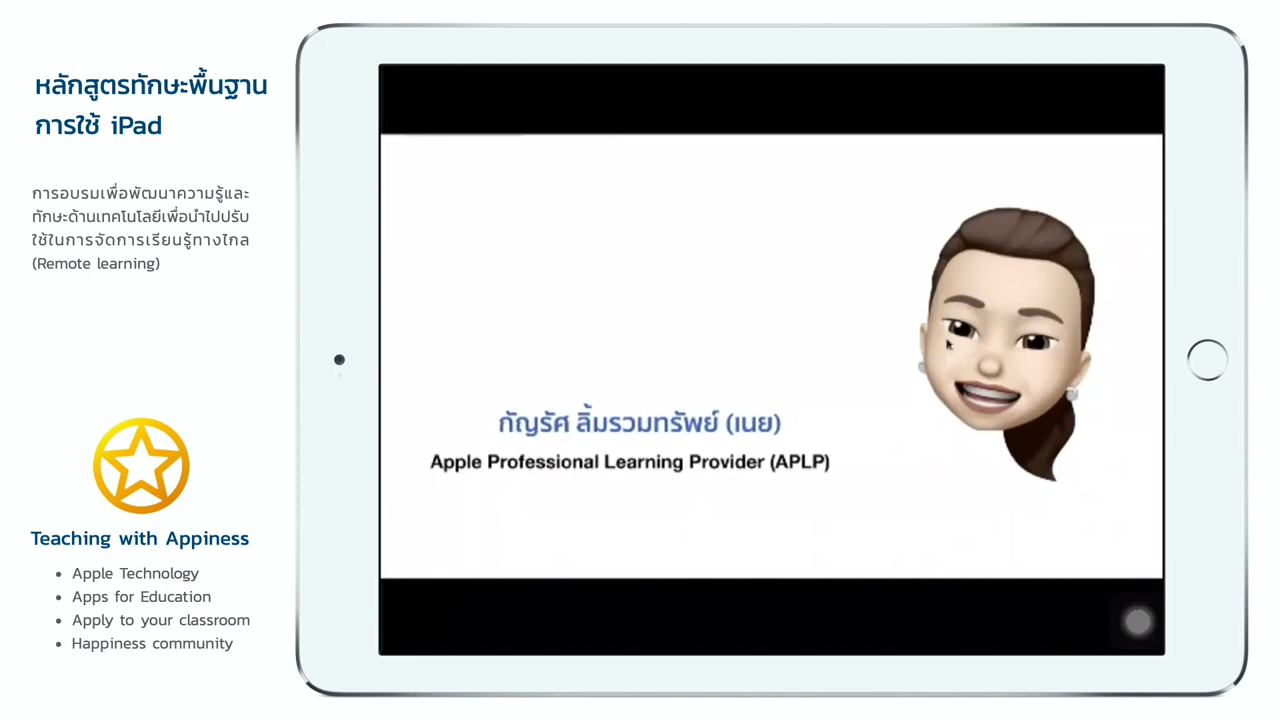 หลักสูตรทักษะพื้นฐาน
การใช้ iPad
การอบรมเพื่อพัฒนาความรู้และ
ทักษะด้านเทคโนโลยีเพื่อนำไปปรับ
ใช้ในการจัดการเรียนรู้ทางไกล
(Remote learning)
Teaching with Appiness
• Apple Technology
• Apps for Education
• Apply to your classroom
• Happiness community
กัญรัศ ลิ้มรวมทรัพย์ (เนย)
Apple Professional Learning Provider (APLP)